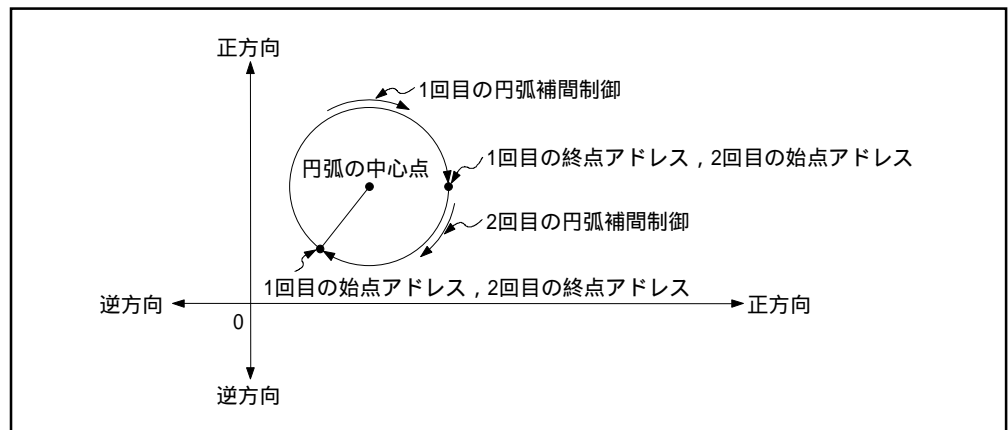 正方向
1回目の円弧補間制御
円弧の中心点
1回目の終点アドレス，2回目の始点アドレス
2回目の円弧補間制御
1回目の始点アドレス，2回目の終点アドレス
逆方向
正方向
0
逆方向